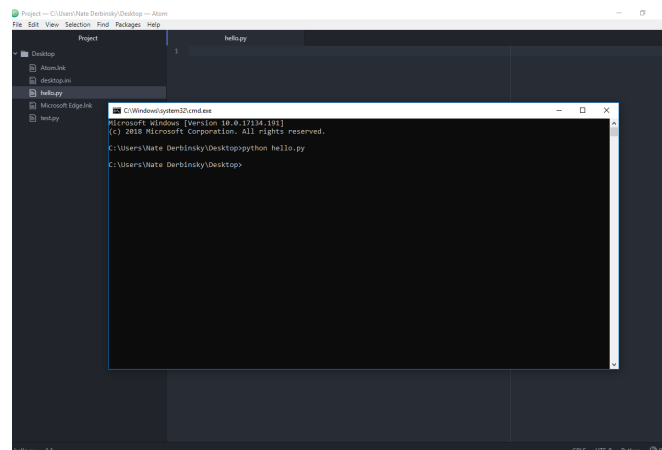 Project — C:\Users\Nate Derbinsky\Desktop — Atom
File Edit View Selection Find Packages Help
Project
hello.py
Desktop
1
Atom.lnk
desktop.ini
hello.py
Microsoft Edge.lnk
test.py
C:\Windows\system32\cmd.exe
Microsoft Windows [Version 10.0.17134.191]
(c) 2018 Microsoft Corporation. All rights reserved.
C:\Users\Nate Derbinsky\Desktop>python hello.py
C:\Users\Nate Derbinsky\Desktop>